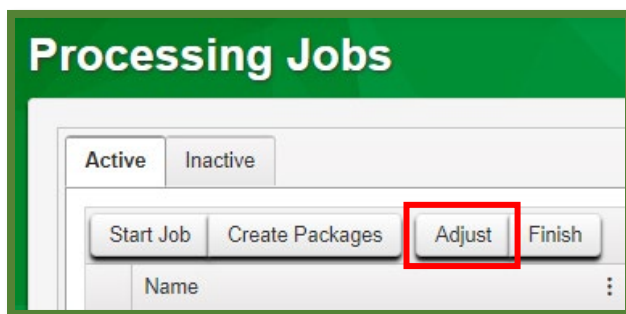 Processing Jobs
Active Inactive
Start Job Create Packages Adjust Finish
Name